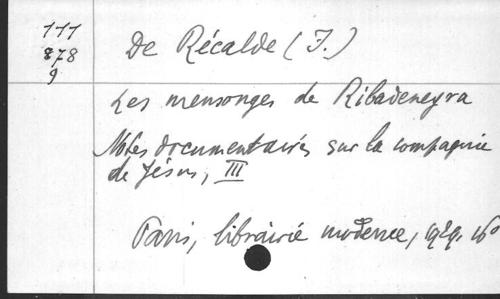 111
878
9
De Récalde (I.)
Les mensonges de Ribadeneyra
Notes documentaires sur la compagnie
de Jésus, III
Paris, librairie moderne, 1929. 16°